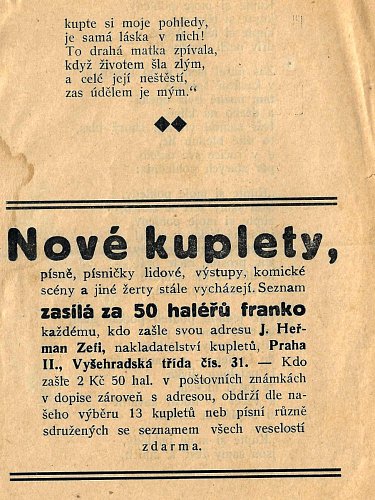 kupte si moje pohledy,
je samá láska v nich!
To drahá matka zpívala,
když životem šla zlým,
a celé její neštěstí,
zas údělem je mým.“
Nové kuplety,
písně, písničky lidové, výstupy, komické
scény a jiné žerty stále vycházejí. Seznam
zasílá za 50 haléřů franko
každému, kdo zašle svou adresu J. Heř-
man Zefi, nakladatelství kupletů, Praha
II., Vyšehradská třída čís. 31. — Kdo
zašle 2 Kč 50 hal. v poštovních známkách
v dopise zároveň s adresou, obdrží dle na-
šeho výběru 13 kupletů neb písní různě
sdružených se seznamem všech veselostí
zdarma.